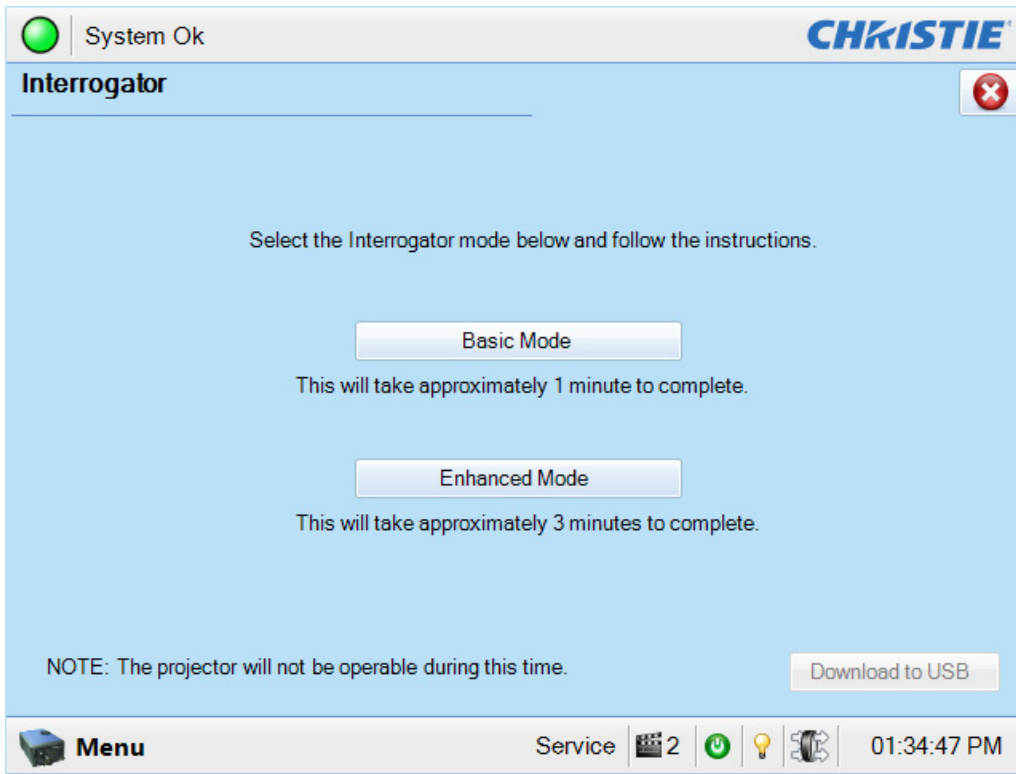 System Ok
CHRISTIE
Interrogator
Select the Interrogator mode below and follow the instructions.
Basic Mode
This will take approximately 1 minute to complete.
Enhanced Mode
This will take approximately 3 minutes to complete.
NOTE: The projector will not be operable during this time.
Download to USB
Menu
Service
2
01:34:47 PM